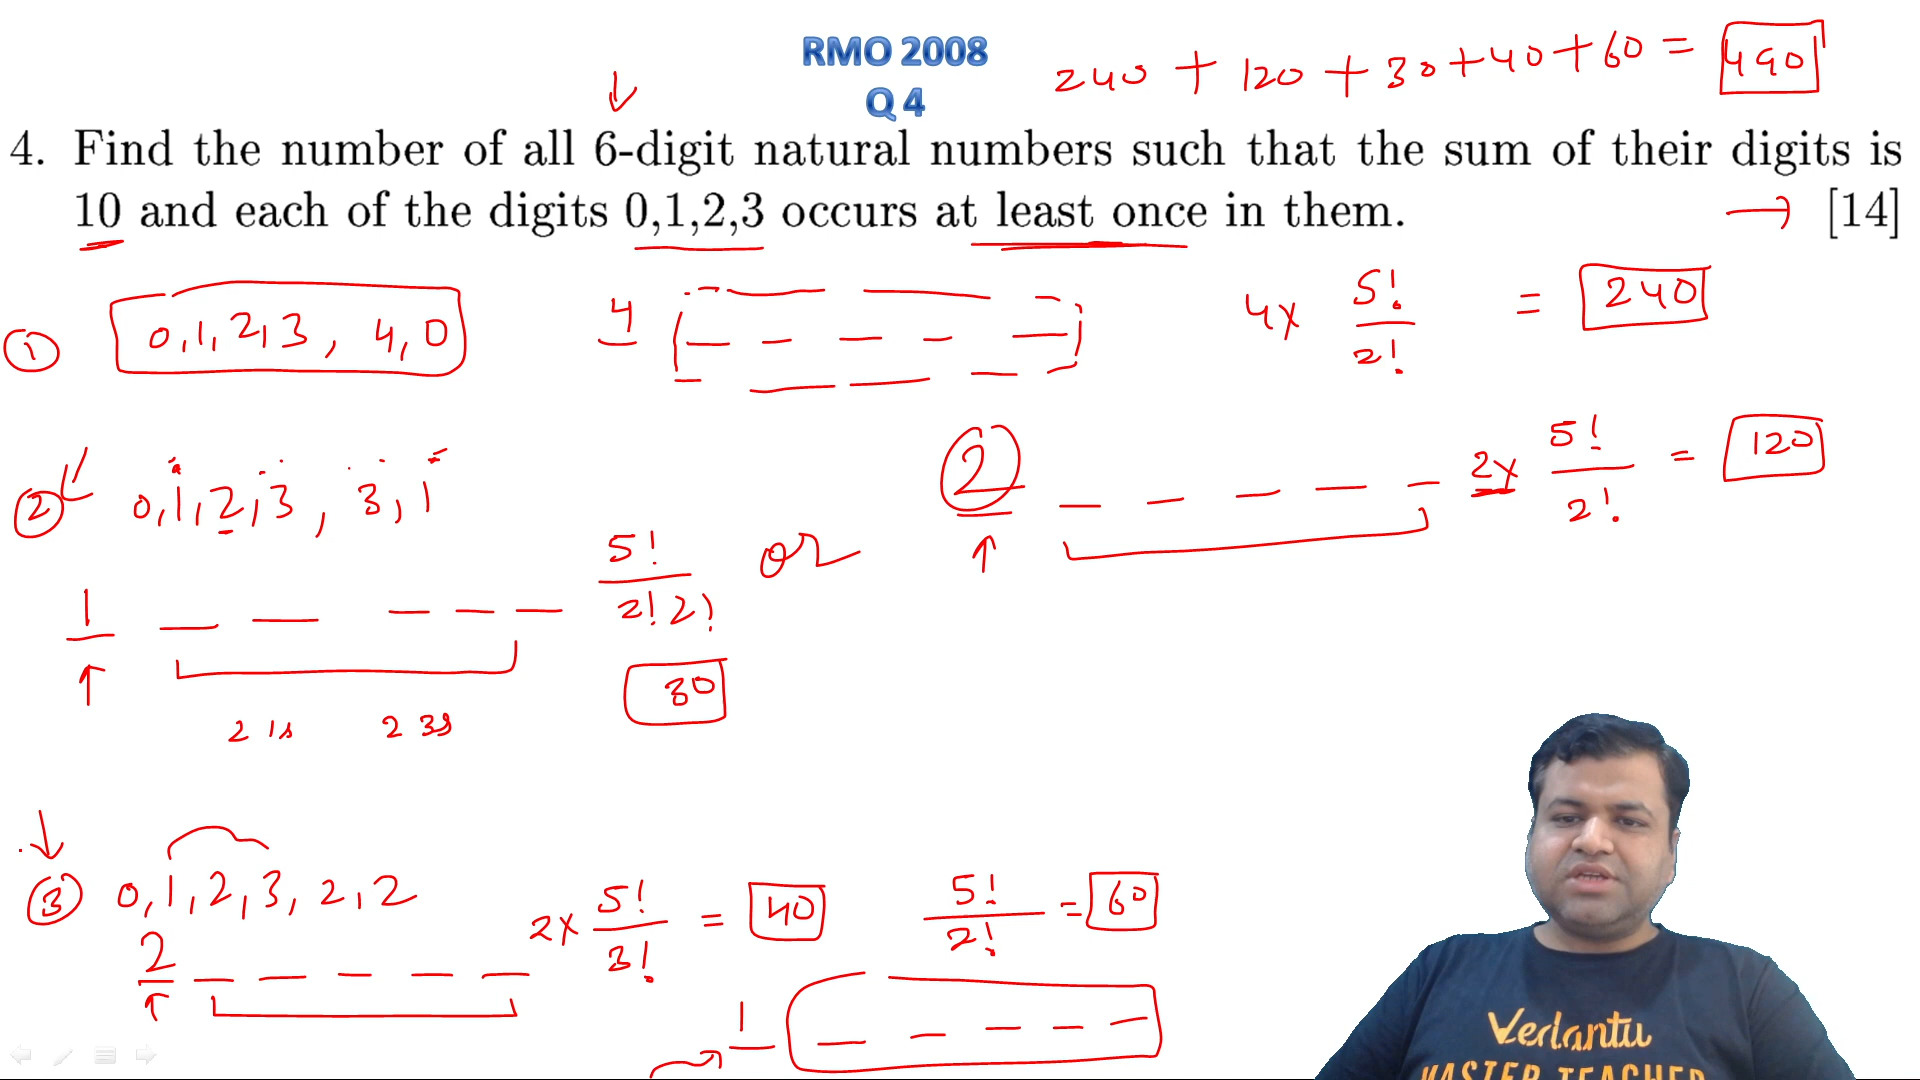 RMO 2008
Q 4
240 + 120 + 30 + 40 + 60 = 490
4. Find the number of all 6-digit natural numbers such that the sum of their digits is
10 and each of the digits 0,1,2,3 occurs at least once in them. → [14]
① 0,1,2,3, 4,0
4 _ _ _ _ _
4x 5!/2! = 240
② 0,1,2,3, 3,1
1 _ _ _ _ _
2 1s 2 3s
5!/2!2!
30
or
2 _ _ _ _ _
2x 5!/2! = 120
③ 0,1,2,3,2,2
2 _ _ _ _ _
2x 5!/3! = 40
5!/2! = 60
1 _ _ _ _ _
Vedantu
MASTER TEACHER